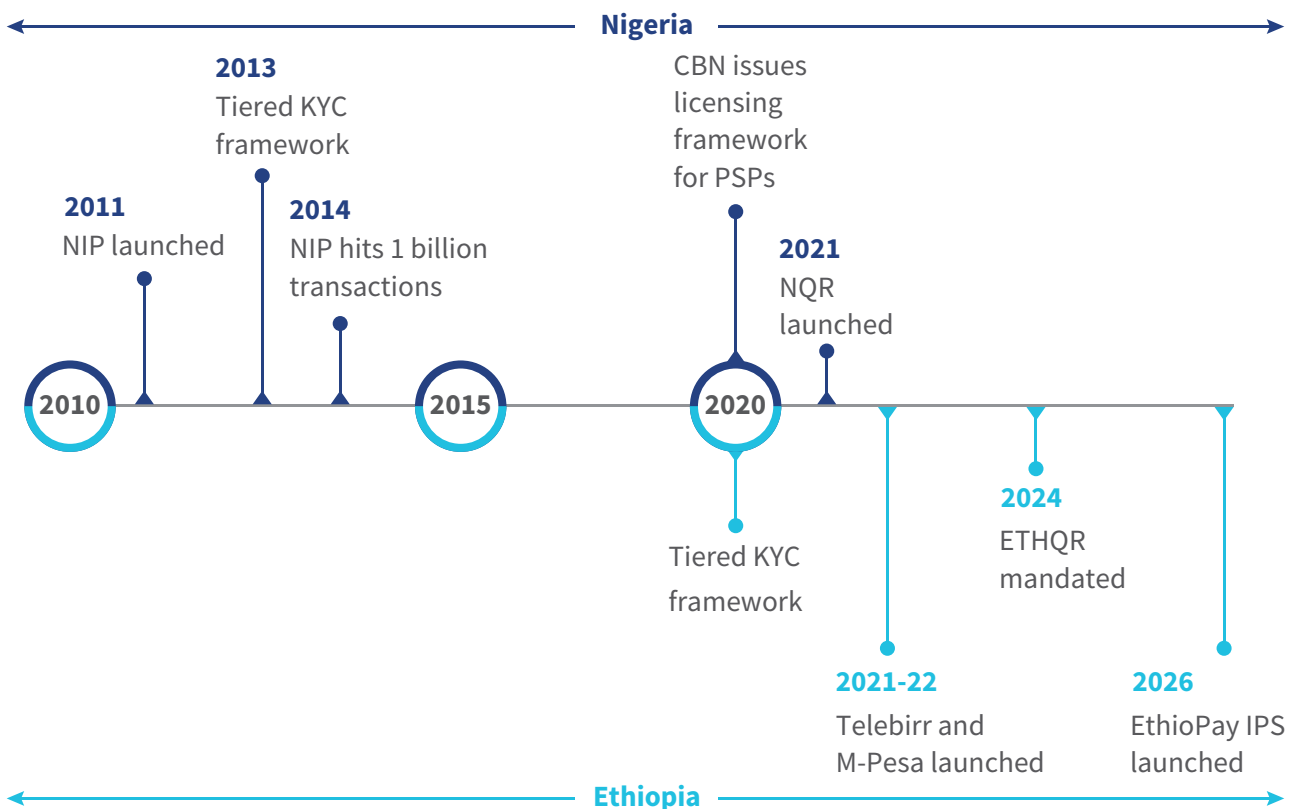 Nigeria
2013
Tiered KYC
framework
2011
NIP launched
2014
NIP hits 1 billion
transactions
CBN issues
licensing
framework
for PSPs
2021
NQR
launched
2010
2015
2020
Tiered KYC
framework
2021-22
Telebirr and
M-Pesa launched
2024
ETHQR
mandated
2026
EthioPay IPS
launched
Ethiopia